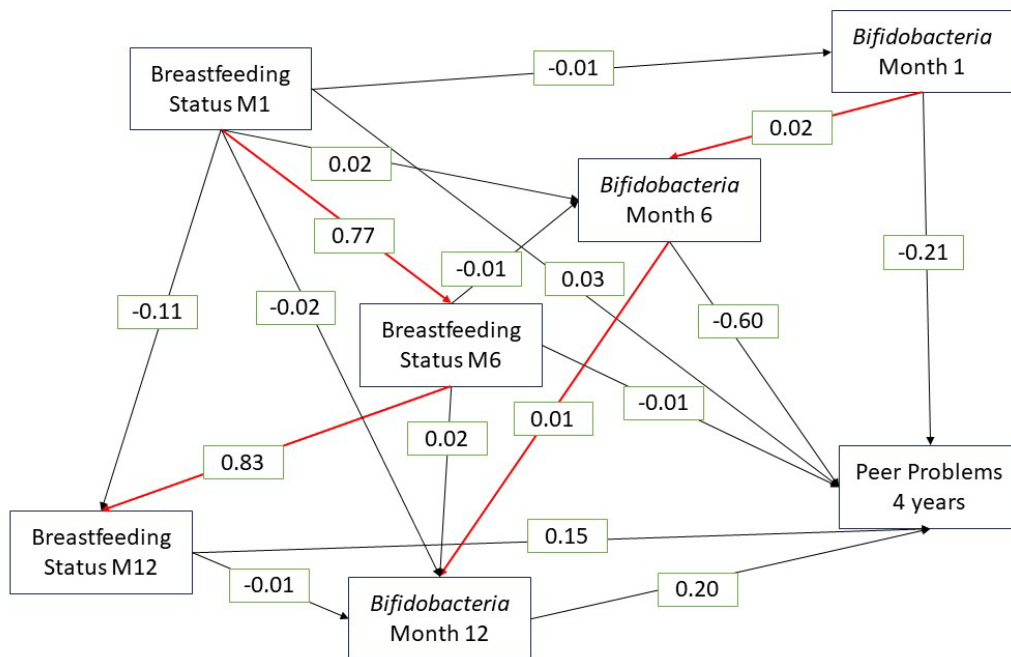 Bifidobacteria
Month 1
Breastfeeding
Status M1
-0.01
0.02
0.02
Bifidobacteria
Month 6
0.77
-0.01
0.03
-0.21
-0.11
-0.02
-0.60
Breastfeeding
Status M6
-0.01
0.01
0.02
0.83
Peer Problems
4 years
Breastfeeding
Status M12
0.15
-0.01
0.20
Bifidobacteria
Month 12